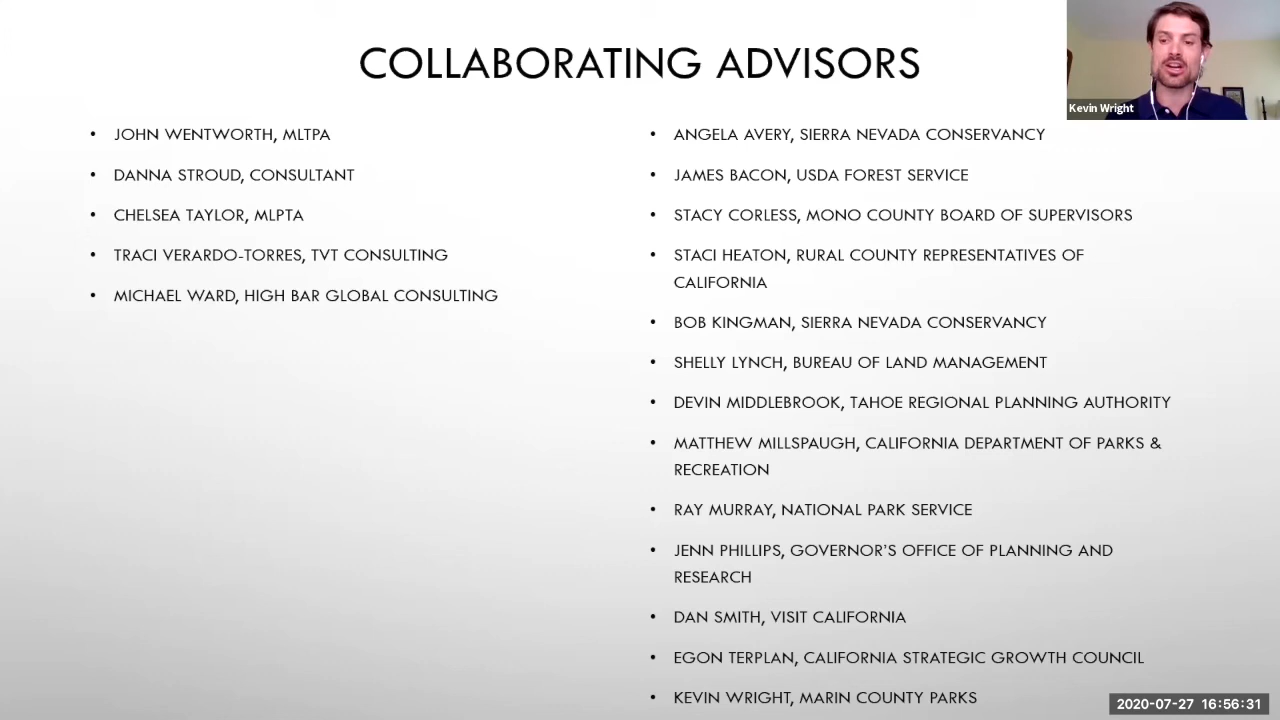 COLLABORATING ADVISORS
Kevin Wright
• JOHN WENTWORTH, MLTPA
• DANNA STROUD, CONSULTANT
• CHELSEA TAYLOR, MLPTA
• TRACI VERARDO-TORRES, TVT CONSULTING
• MICHAEL WARD, HIGH BAR GLOBAL CONSULTING
• ANGELA AVERY, SIERRA NEVADA CONSERVANCY
• JAMES BACON, USDA FOREST SERVICE
• STACY CORLESS, MONO COUNTY BOARD OF SUPERVISORS
• STACI HEATON, RURAL COUNTY REPRESENTATIVES OF
CALIFORNIA
• BOB KINGMAN, SIERRA NEVADA CONSERVANCY
• SHELLY LYNCH, BUREAU OF LAND MANAGEMENT
• DEVIN MIDDLEBROOK, TAHOE REGIONAL PLANNING AUTHORITY
• MATTHEW MILLSPAUGH, CALIFORNIA DEPARTMENT OF PARKS &
RECREATION
• RAY MURRAY, NATIONAL PARK SERVICE
• JENN PHILLIPS, GOVERNOR’S OFFICE OF PLANNING AND
RESEARCH
• DAN SMITH, VISIT CALIFORNIA
• EGON TERPLAN, CALIFORNIA STRATEGIC GROWTH COUNCIL
• KEVIN WRIGHT, MARIN COUNTY PARKS
2020-07-27 16:56:31